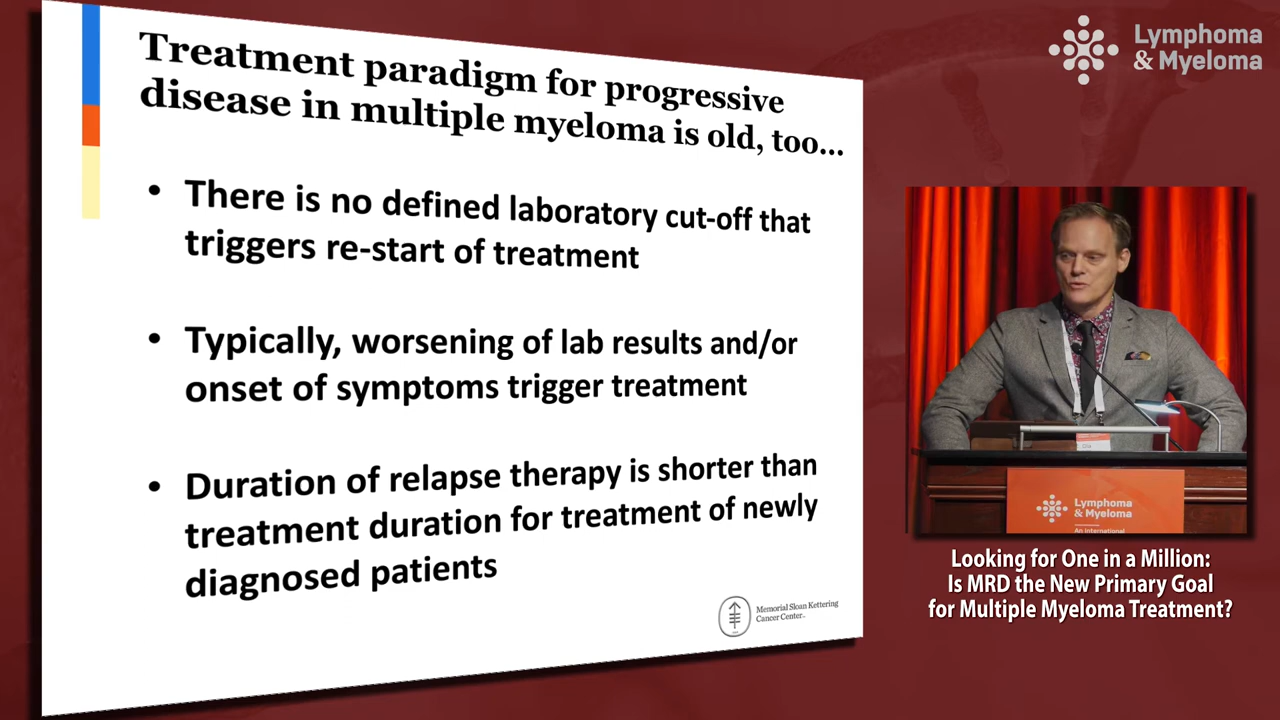 Treatment paradigm for progressive
disease in multiple myeloma is old, too...
• There is no defined laboratory cut-off that
triggers re-start of treatment
• Typically, worsening of lab results and/or
onset of symptoms trigger treatment
• Duration of relapse therapy is shorter than
treatment duration for treatment of newly
diagnosed patients
Memorial Sloan Kettering
Cancer Center
Lymphoma
& Myeloma
Lymphoma
& Myeloma
An International
Looking for One in a Million:
Is MRD the New Primary Goal
for Multiple Myeloma Treatment?